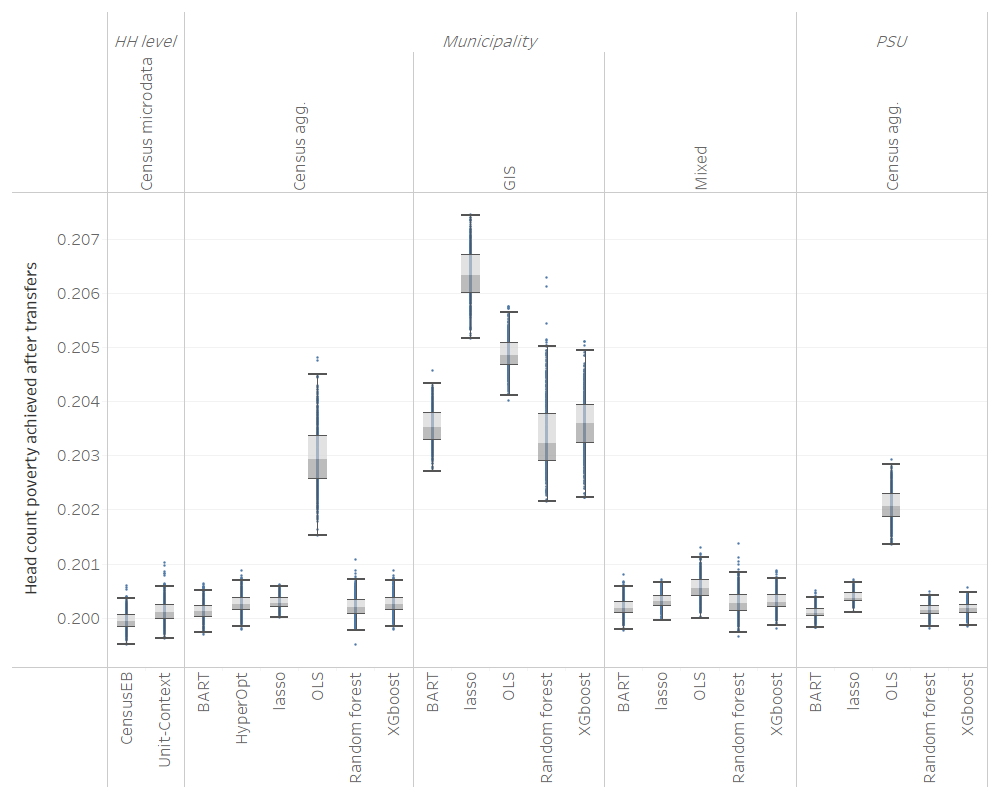 HH level
Municipality
PSU
Census microdata
Census agg.
GIS
Mixed
Census agg.
Head count poverty achieved after transfers
0.207
0.206
0.205
0.204
0.203
0.202
0.201
0.200
CensusEB
Unit-Context
BART
HyperOpt
lasso
OLS
Random forest
XGboost
BART
lasso
OLS
Random forest
XGboost
BART
lasso
OLS
Random forest
XGboost
BART
lasso
OLS
Random forest
XGboost